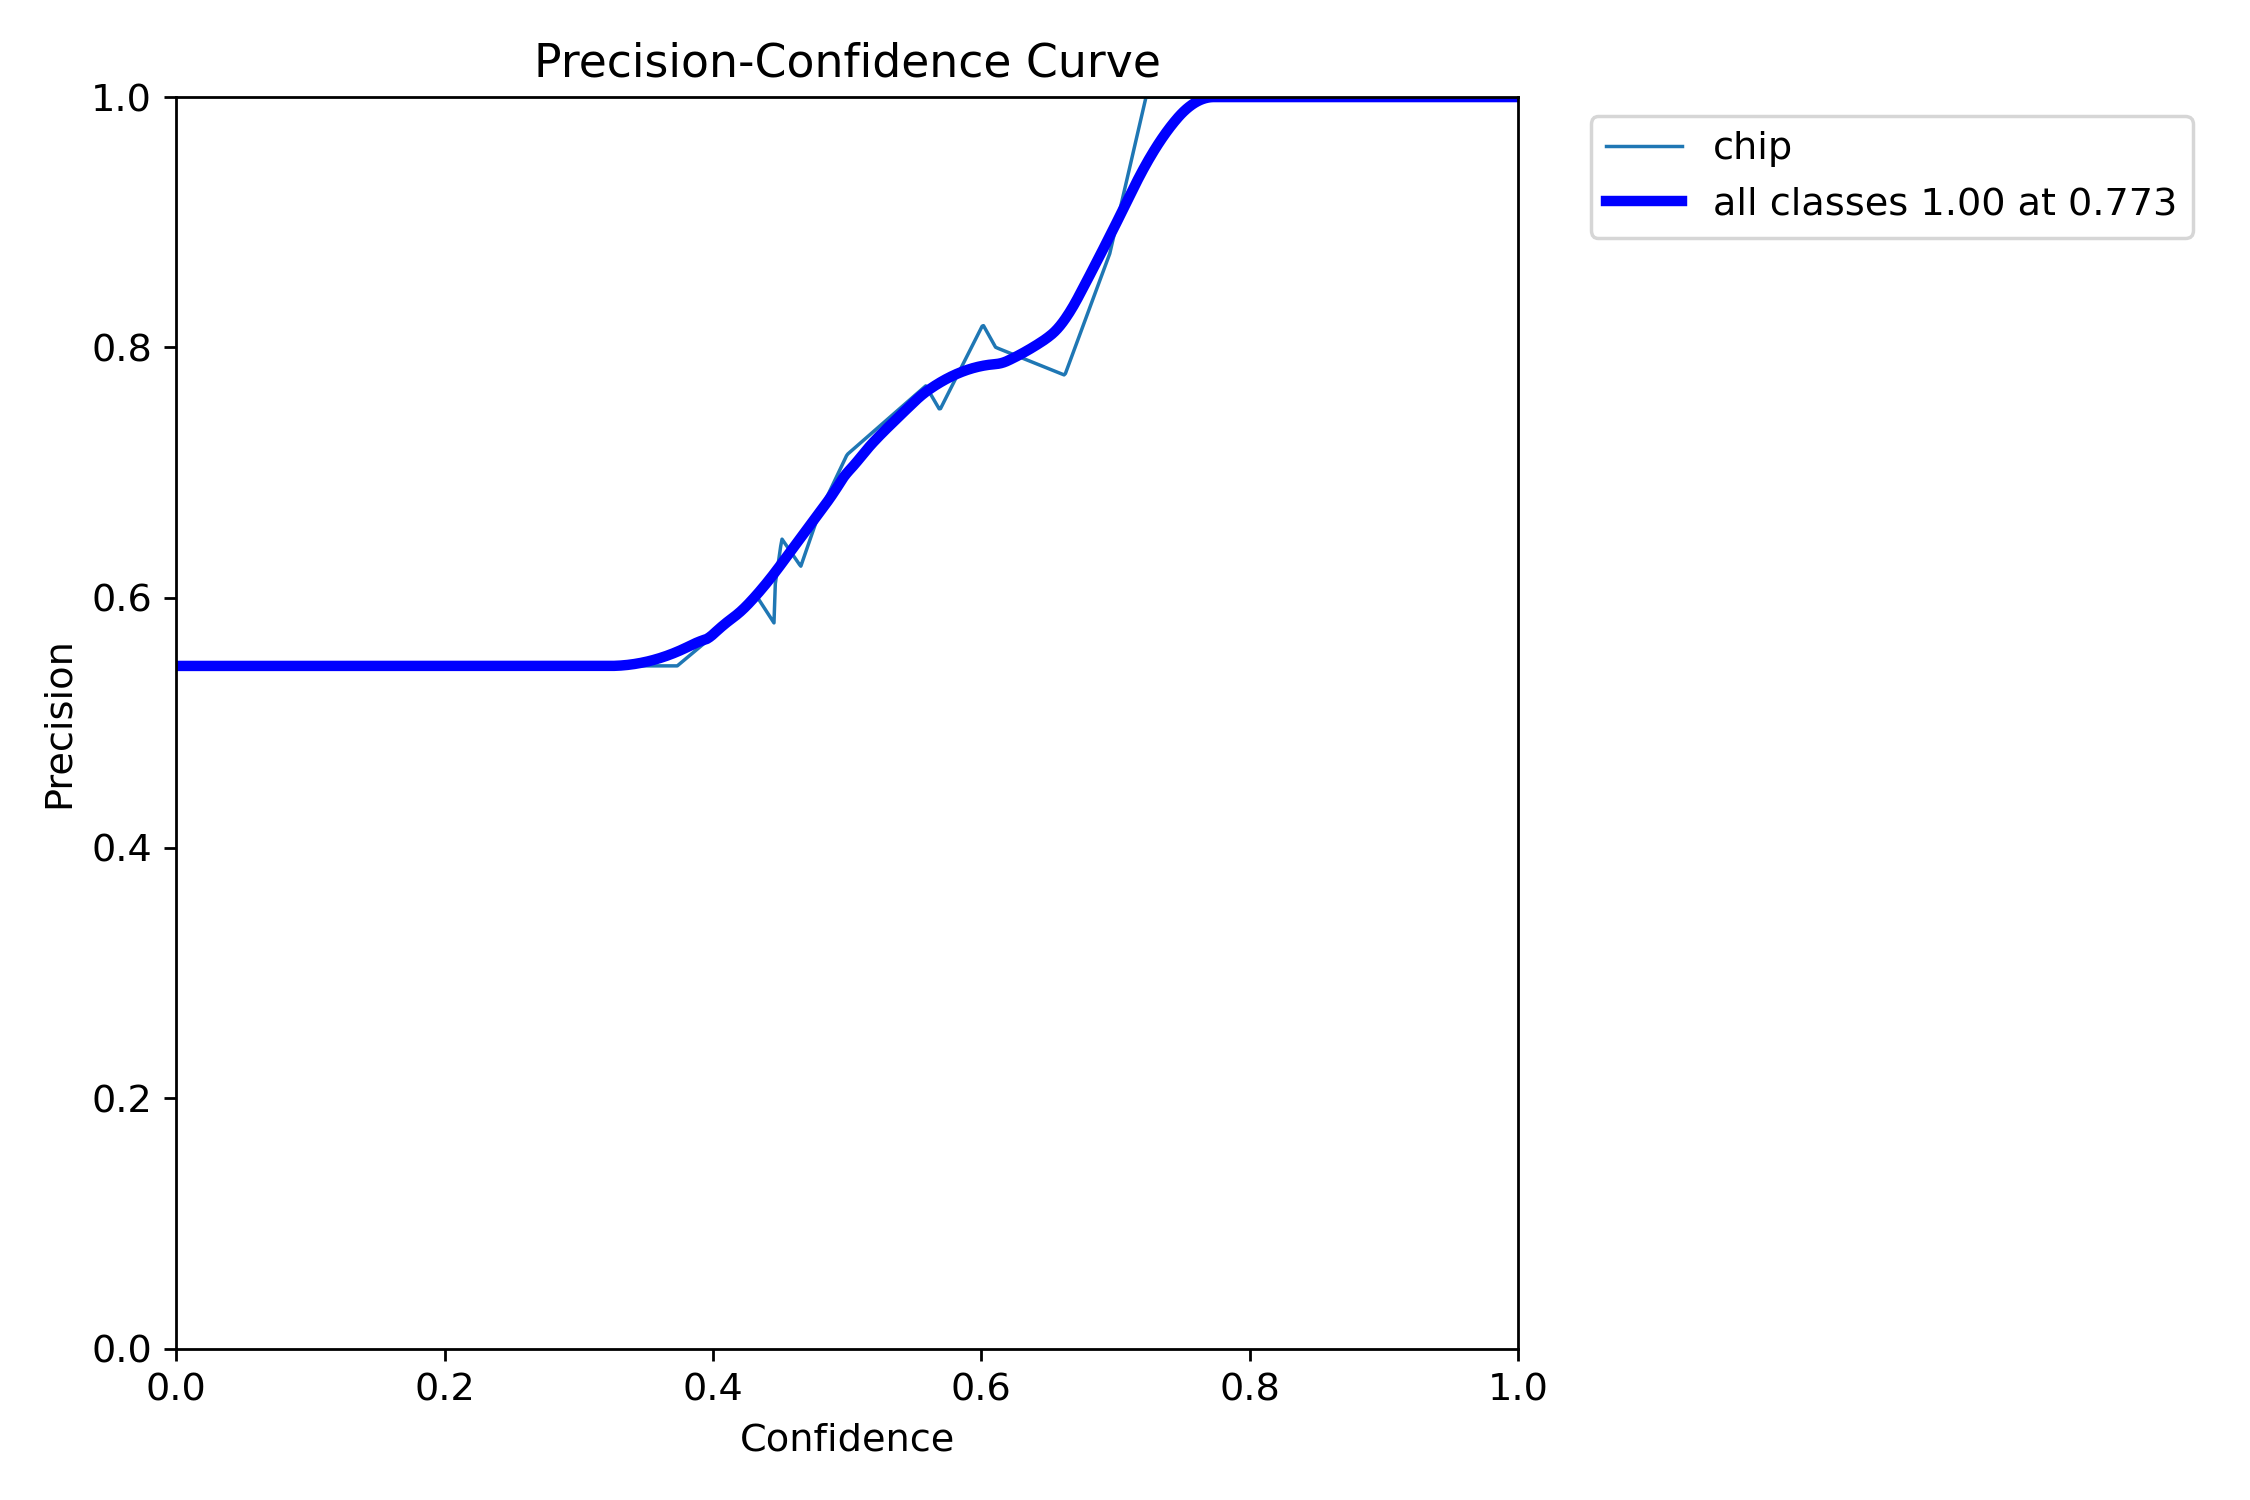 Precision-Confidence Curve
1.0
0.8
0.6
0.4
0.2
0.0
Precision
0.0 0.2 0.4 0.6 0.8 1.0
Confidence
chip
all classes 1.00 at 0.773